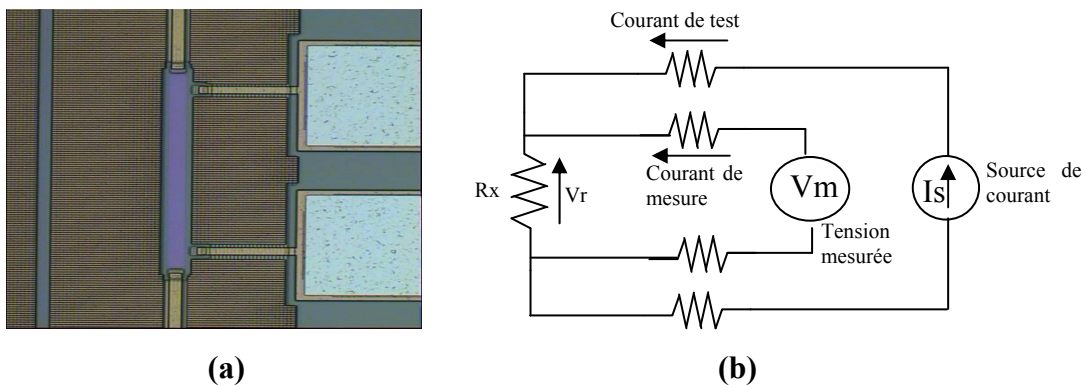 Courant de test
Rx
Vr
Courant de
mesure
Vm
Tension
mesurée
Is
Source de
courant
(a)
(b)